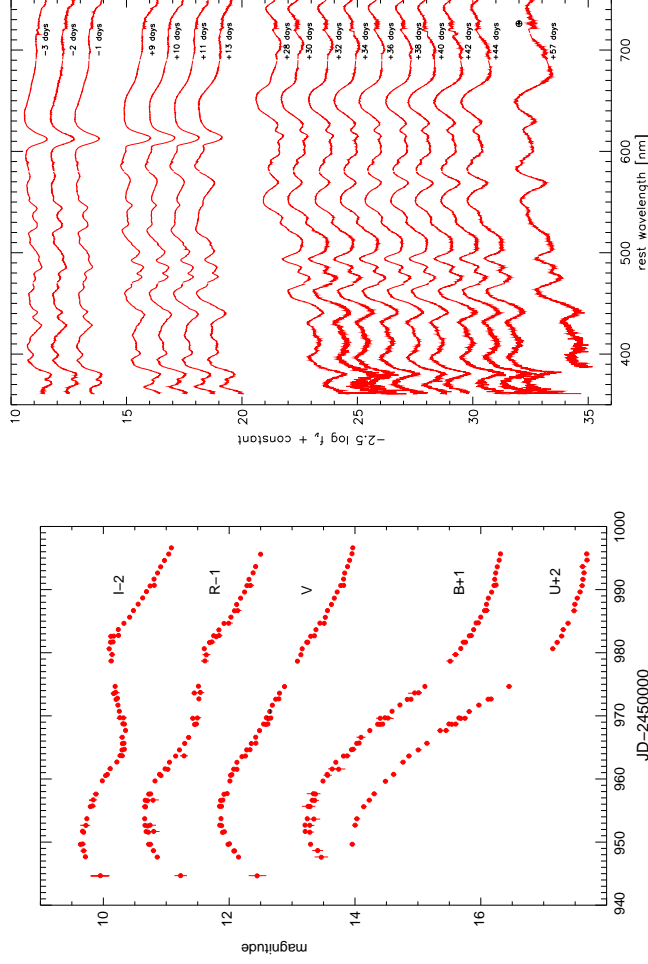 magnitude
10
12
14
16
940
950
960
970
980
990
1000
JD−2450000
I−2
R−1
V
B+1
U+2
−2.5 log fν + constant
10
15
20
25
30
35
400
500
600
700
rest wavelength [nm]
−3 days
−2 days
−1 days
+9 days
+10 days
+11 days
+13 days
+28 days
+30 days
+32 days
+34 days
+36 days
+38 days
+40 days
+42 days
+44 days
+57 days
⊕